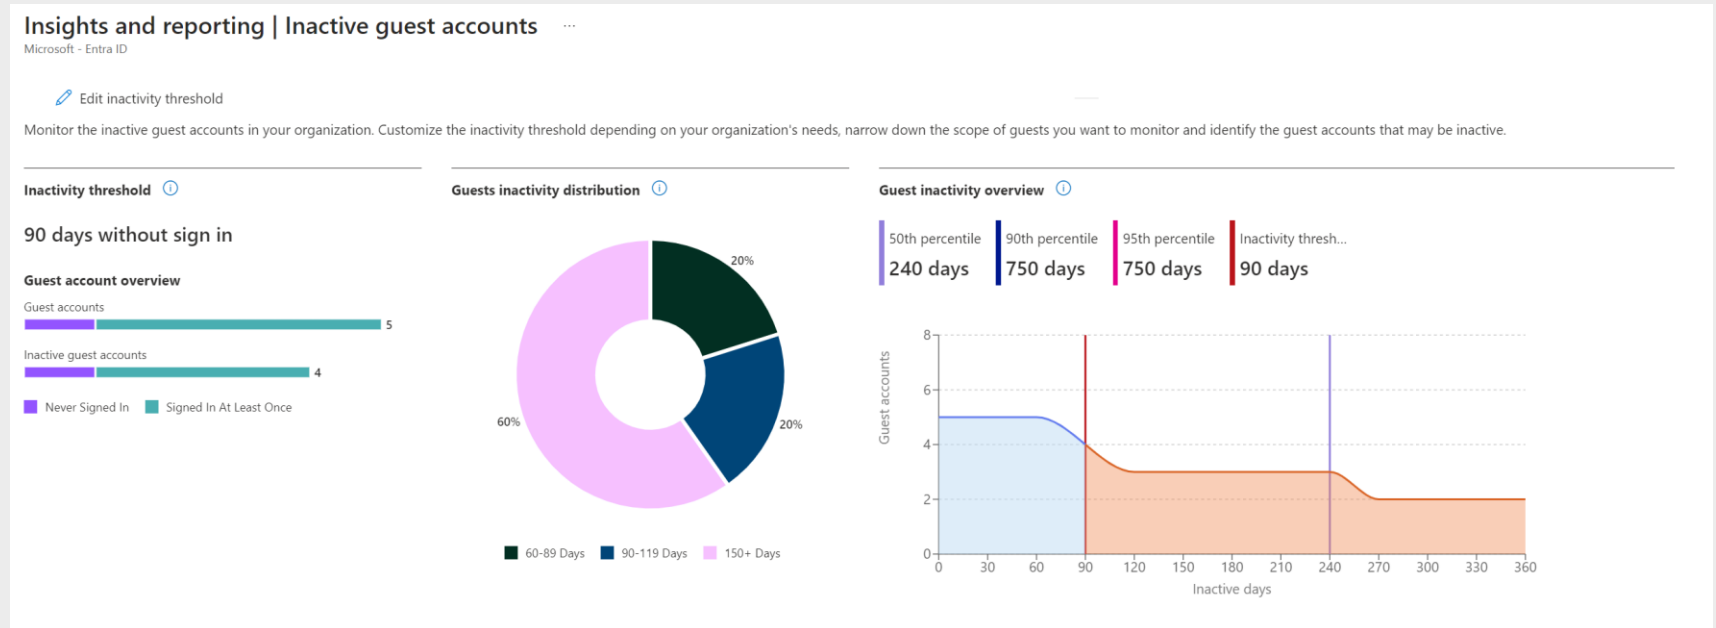 Insights and reporting | Inactive guest accounts ...
Microsoft - Entra ID
Edit inactivity threshold
Monitor the inactive guest accounts in your organization. Customize the inactivity threshold depending on your organization's needs, narrow down the scope of guests you want to monitor and identify the guest accounts that may be inactive.
Inactivity threshold
90 days without sign in
Guest account overview
Guest accounts
5
Inactive guest accounts
4
Never Signed In
Signed In At Least Once
Guests inactivity distribution
20%
20%
60%
60-89 Days
90-119 Days
150+ Days
Guest inactivity overview
50th percentile
240 days
90th percentile
750 days
95th percentile
750 days
Inactivity thresh...
90 days
Guest accounts
8
6
4
2
0
0 30 60 90 120 150 180 210 240 270 300 330 360
Inactive days